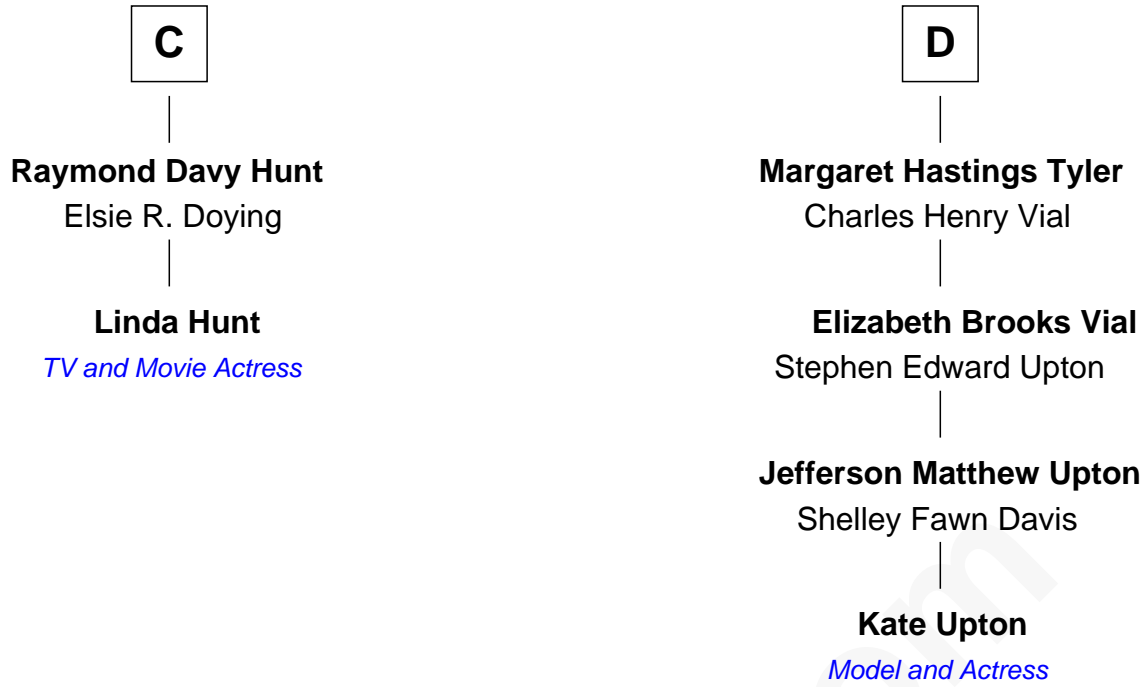 C
Raymond Davy Hunt
Elsie R. Doying
Linda Hunt
TV and Movie Actress
D
Margaret Hastings Tyler
Charles Henry Vial
Elizabeth Brooks Vial
Stephen Edward Upton
Jefferson Matthew Upton
Shelley Fawn Davis
Kate Upton
Model and Actress